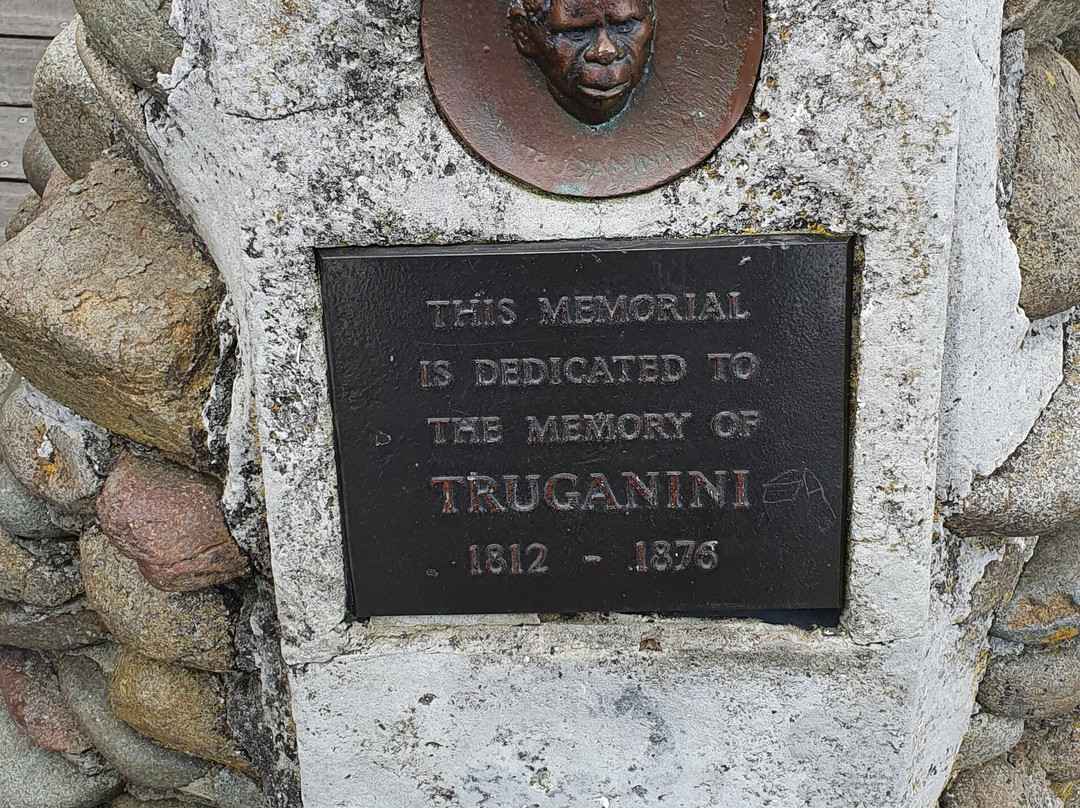 THIS MEMORIAL
IS DEDICATED TO
THE MEMORY OF
TRUGANINI
1812 - 1876